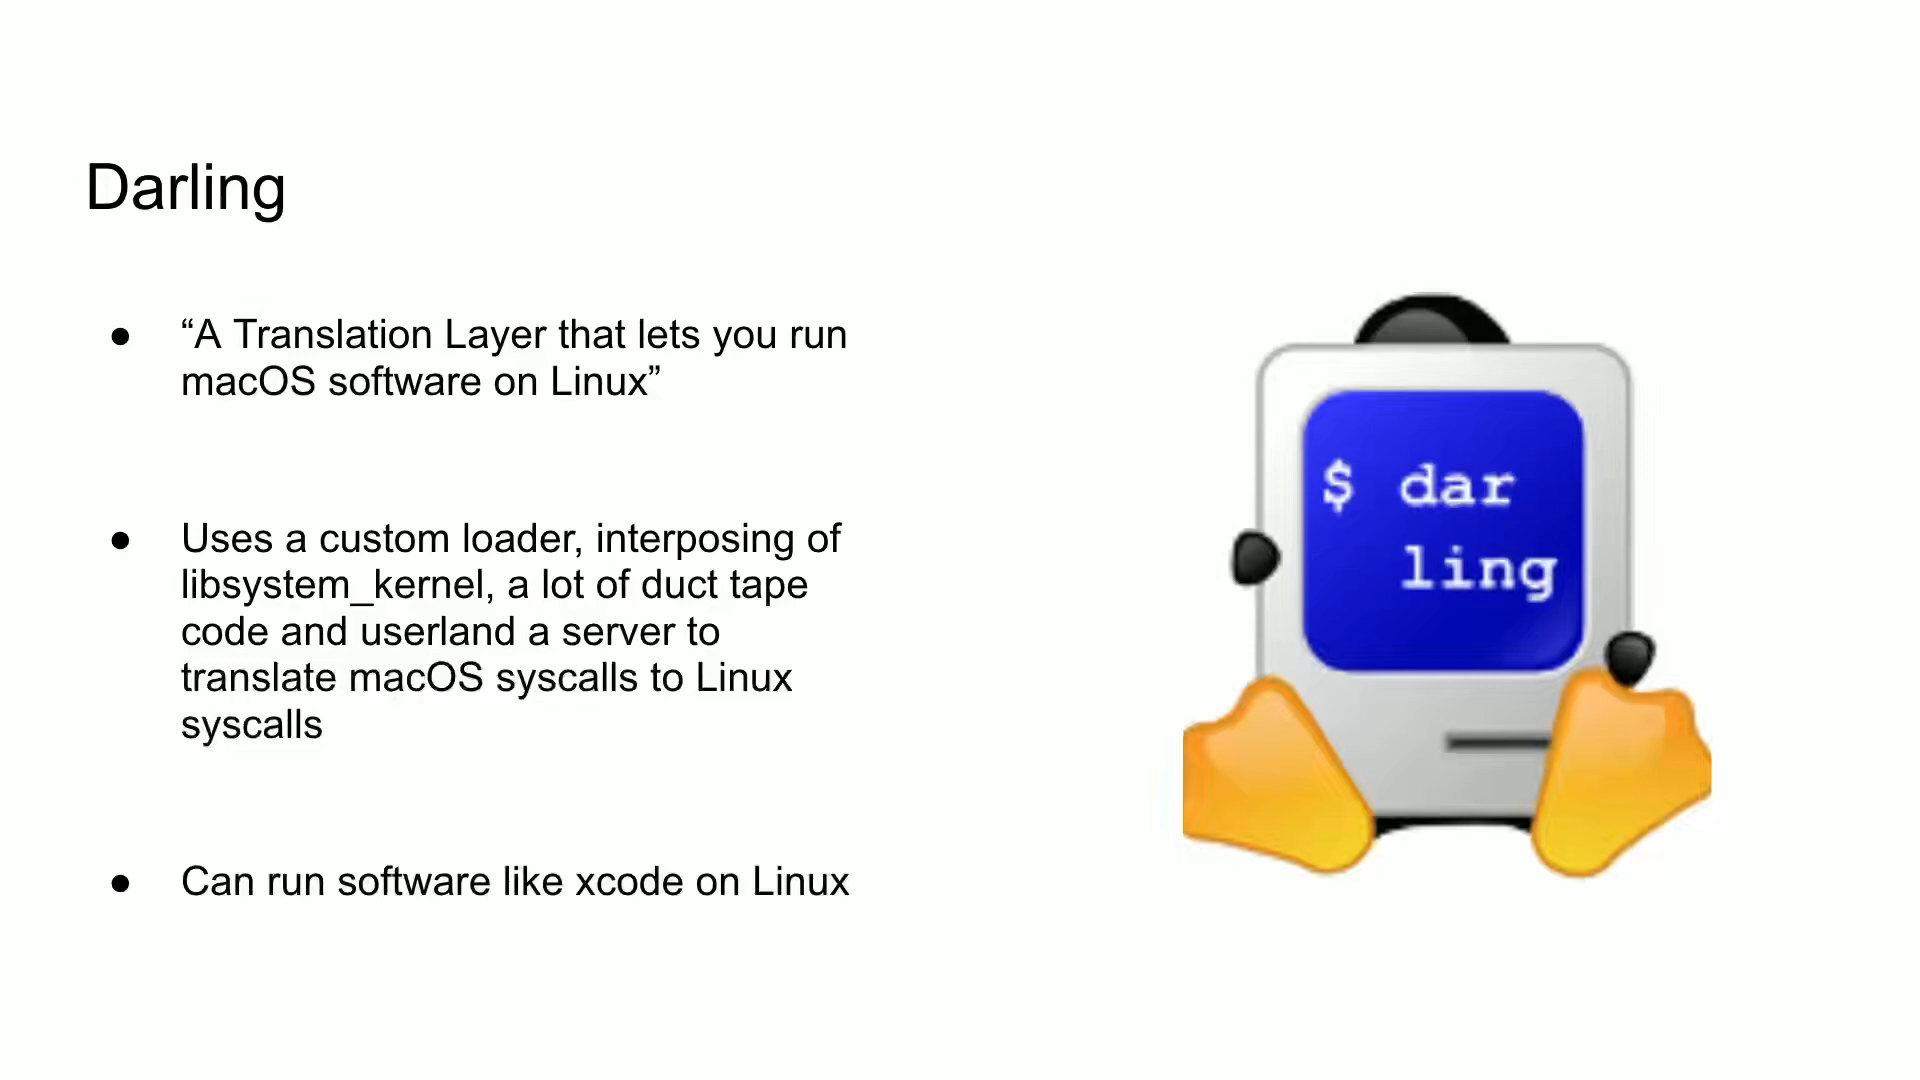 Darling
● “A Translation Layer that lets you run
macOS software on Linux”
● Uses a custom loader, interposing of
libsystem_kernel, a lot of duct tape
code and userland a server to
translate macOS syscalls to Linux
syscalls
● Can run software like xcode on Linux
$ dar
ling